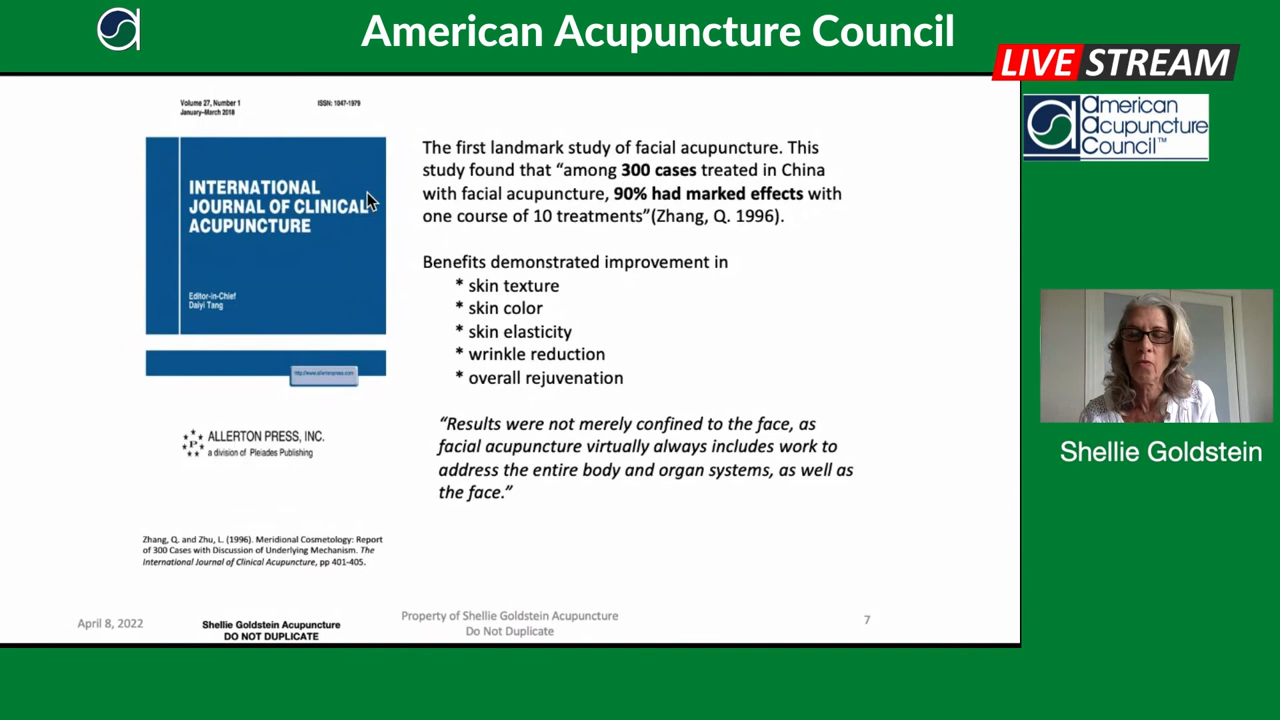 American Acupuncture Council
LIVE STREAM
american
acupuncture
Council™
Volume 27, Number 1
January-March 2018
ISSN: 1047-1979
INTERNATIONAL
JOURNAL OF CLINICAL
ACUPUNCTURE
Editor-in-Chief
Daiyi Tang
http://www.allertonpress.com
ALLERTON PRESS, INC.
a division of Pleiades Publishing
Zhang, Q. and Zhu, L. (1996). Meridional Cosmetology: Report
of 300 Cases with Discussion of Underlying Mechanism. The
International Journal of Clinical Acupuncture, pp 401-405.
The first landmark study of facial acupuncture. This
study found that “among 300 cases treated in China
with facial acupuncture, 90% had marked effects with
one course of 10 treatments”(Zhang, Q. 1996).
Benefits demonstrated improvement in
* skin texture
* skin color
* skin elasticity
* wrinkle reduction
* overall rejuvenation
“Results were not merely confined to the face, as
facial acupuncture virtually always includes work to
address the entire body and organ systems, as well as
the face.”
Shellie Goldstein
April 8, 2022
Shellie Goldstein Acupuncture
DO NOT DUPLICATE
Property of Shellie Goldstein Acupuncture
Do Not Duplicate
7